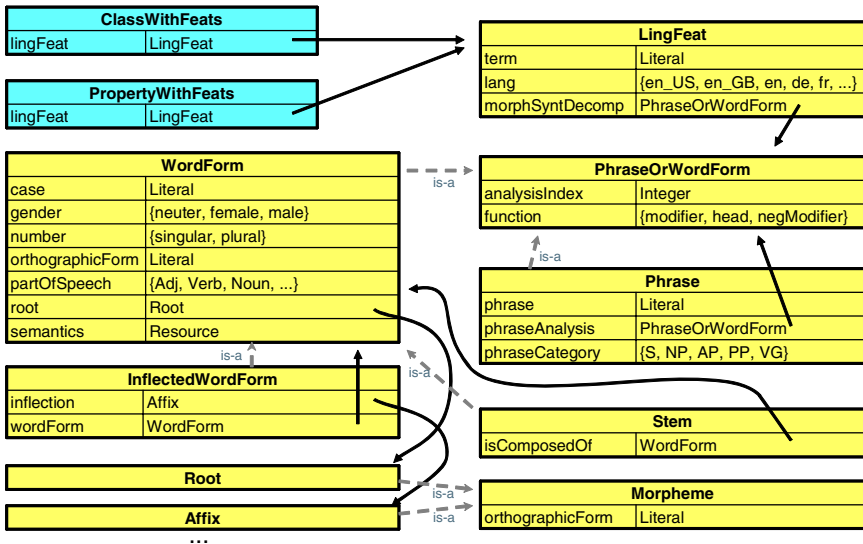 ClassWithFeats
lingFeat LingFeat
PropertyWithFeats
lingFeat LingFeat
LingFeat
term Literal
lang {en_US, en_GB, en, de, fr, ...}
morphSyntDecomp PhraseOrWordForm
WordForm
case Literal
gender {neuter, female, male}
number {singular, plural}
orthographicForm Literal
partOfSpeech {Adj, Verb, Noun, ...}
root Root
semantics Resource
is-a
PhraseOrWordForm
analysisIndex Integer
function {modifier, head, negModifier}
is-a
Phrase
phrase Literal
phraseAnalysis PhraseOrWordForm
phraseCategory {S, NP, AP, PP, VG}
is-a
is-a
InflectedWordForm
inflection Affix
wordForm WordForm
Stem
isComposedOf WordForm
Root
is-a
Affix
is-a
...
Morpheme
orthographicForm Literal